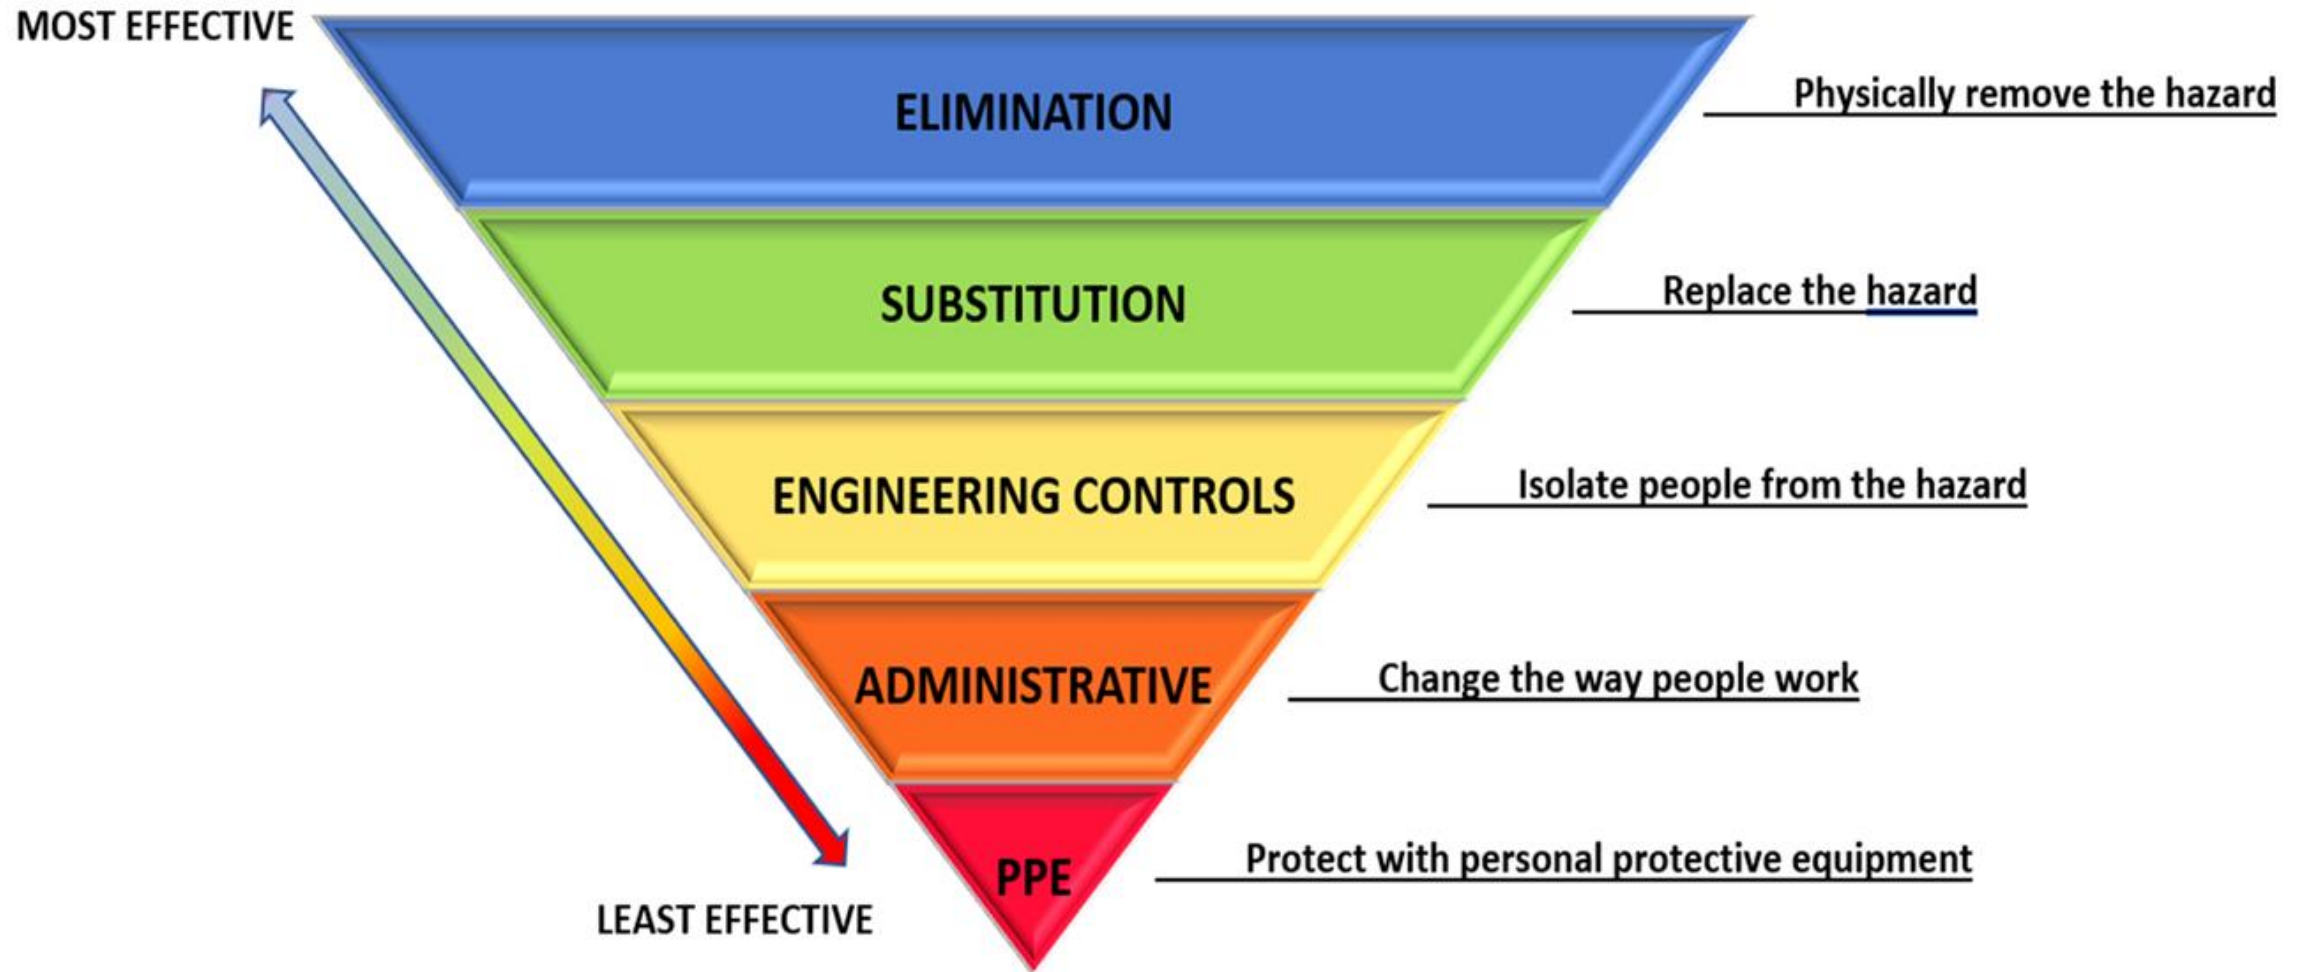 MOST EFFECTIVE
ELIMINATION
Physically remove the hazard
SUBSTITUTION
Replace the hazard
ENGINEERING CONTROLS
Isolate people from the hazard
ADMINISTRATIVE
Change the way people work
PPE
Protect with personal protective equipment
LEAST EFFECTIVE